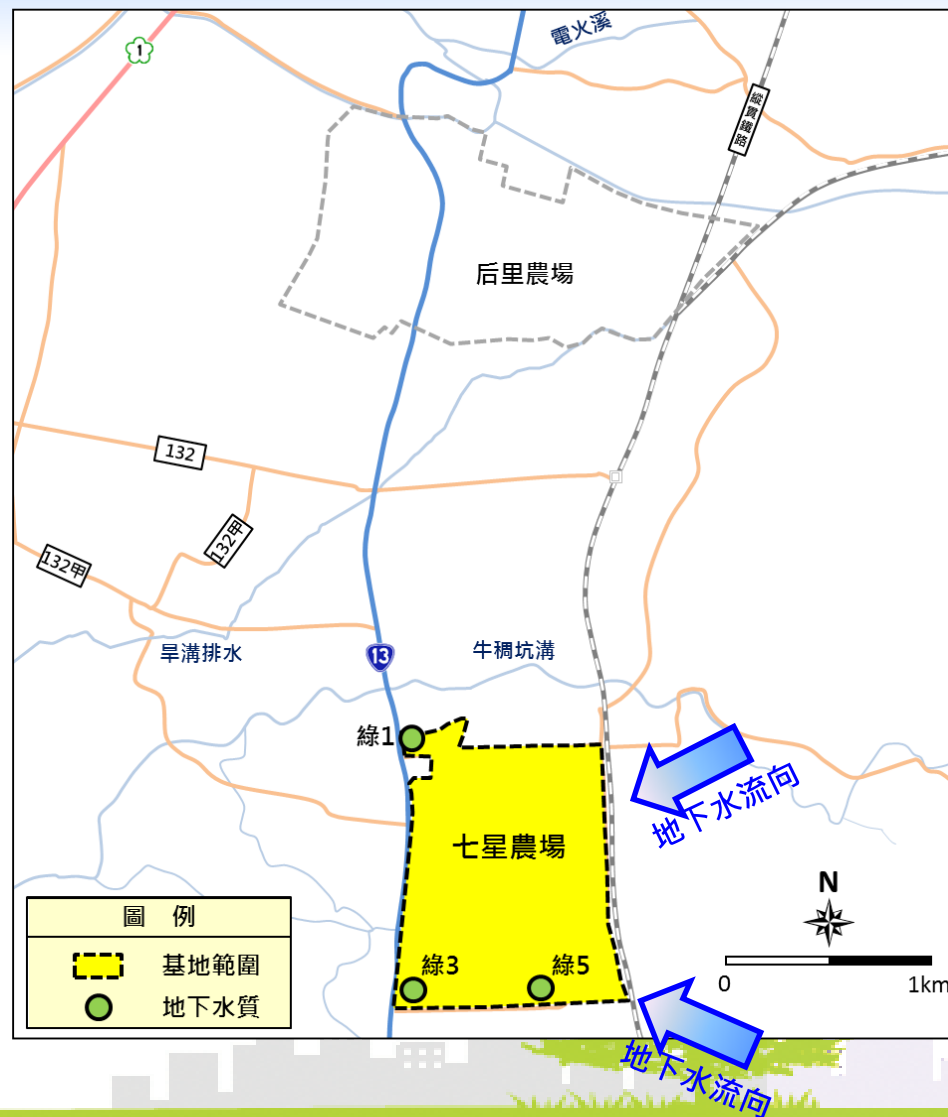 電火溪
1
縱貫鐵路
后里農場
132
132甲
132甲
旱溝排水
牛稠坑溝
13
綠1
地下水流向
七星農場
N
0
1km
圖 例
基地範圍
地下水質
綠3
綠5
地下水流向